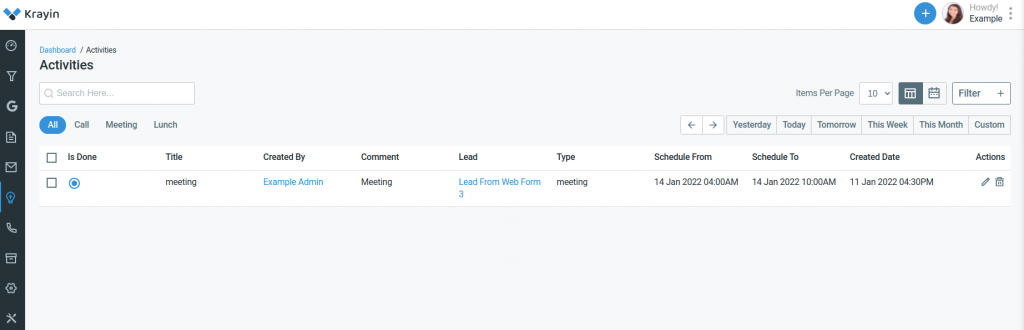 Krayin
Howdy!
Example
Dashboard / Activities
Activities
Search Here...
Items Per Page 10 Filter +
All Call Meeting Lunch
Yesterday Today Tomorrow This Week This Month Custom
Is Done Title Created By Comment Lead Type Schedule From Schedule To Created Date Actions
meeting Example Admin Meeting Lead From Web Form meeting 14 Jan 2022 04:00AM 14 Jan 2022 10:00AM 11 Jan 2022 04:30PM
3